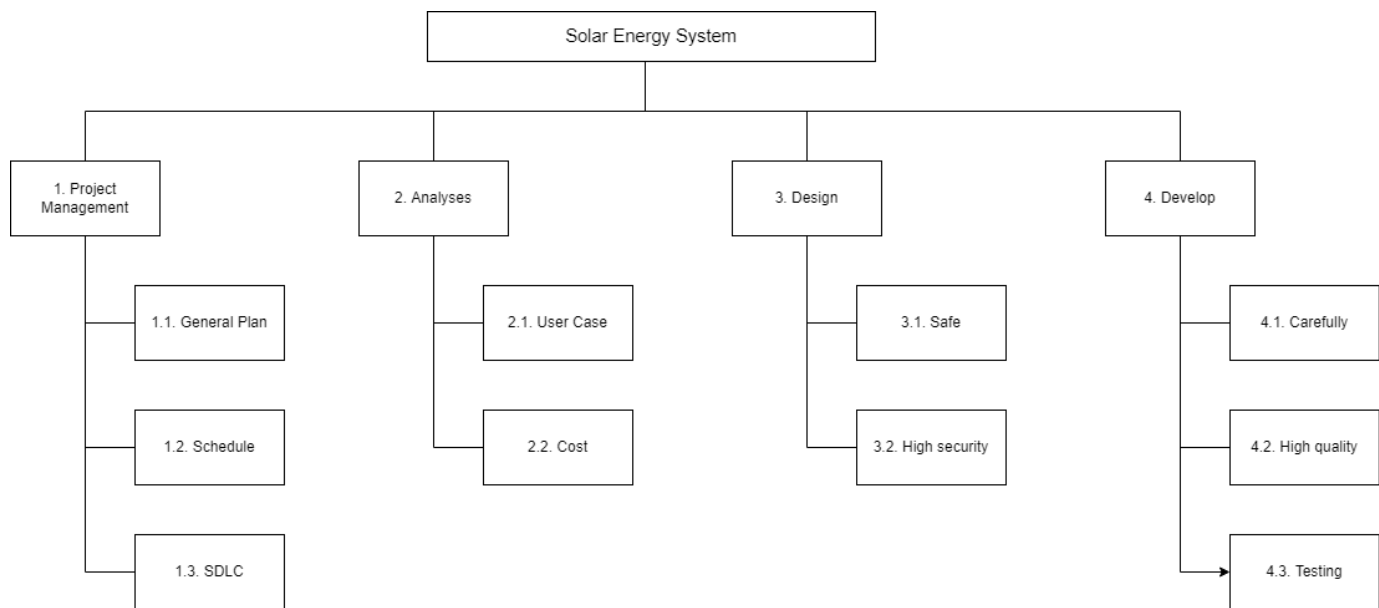 Solar Energy System
1. Project
Management
2. Analyses
3. Design
4. Develop
1.1. General Plan
2.1. User Case
3.1. Safe
4.1. Carefully
1.2. Schedule
2.2. Cost
3.2. High security
4.2. High quality
1.3. SDLC
4.3. Testing